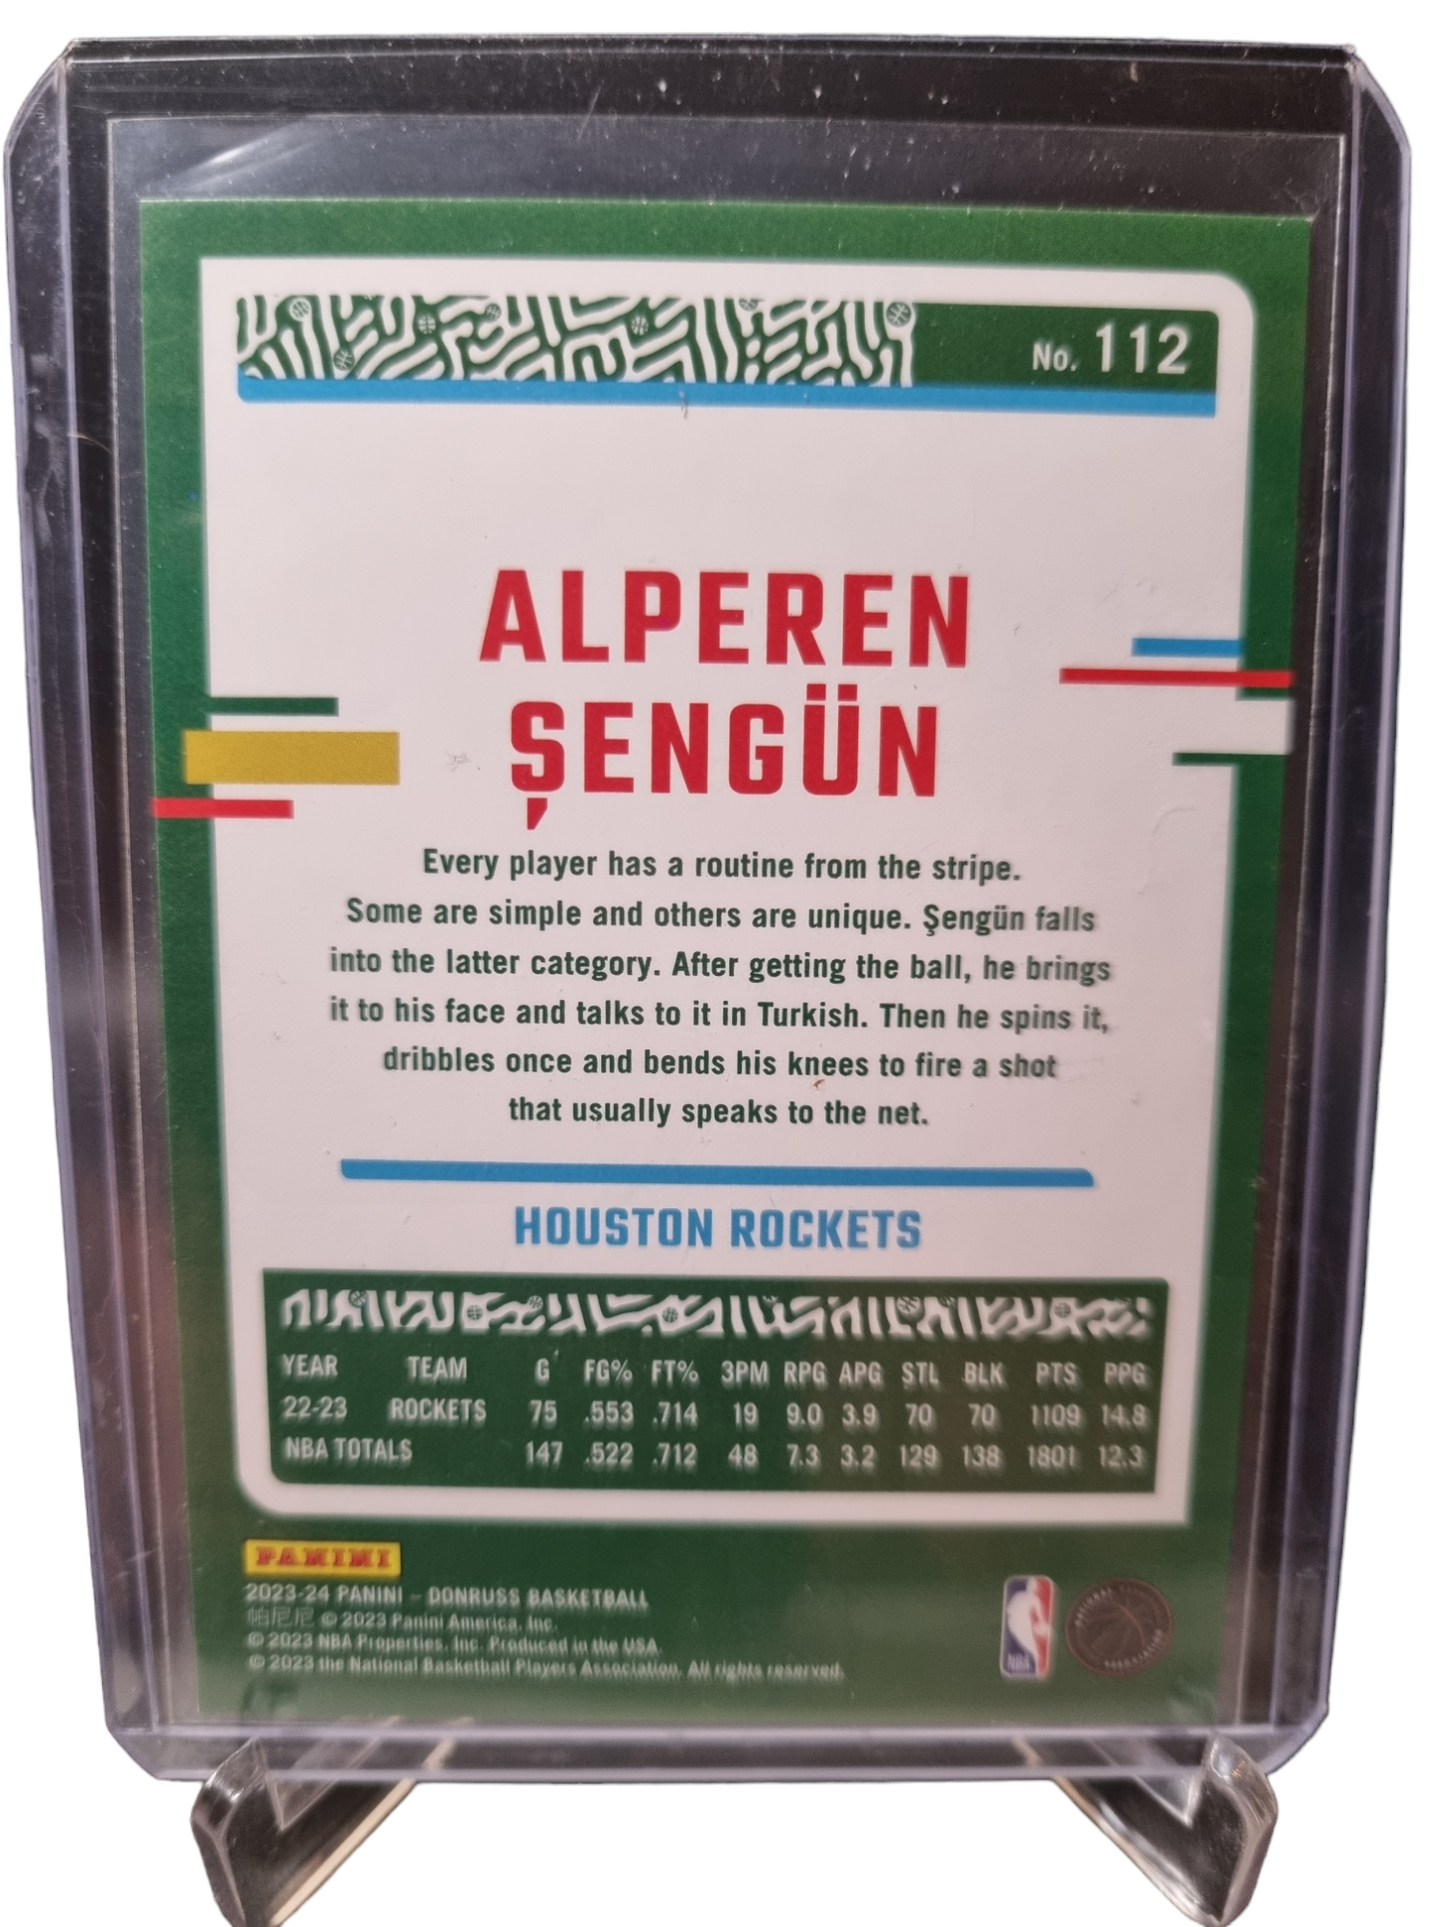 No. 112
ALPEREN
ŞENGÜN
Every player has a routine from the stripe.
Some are simple and others are unique. Şengün falls
into the latter category. After getting the ball, he brings
it to his face and talks to it in Turkish. Then he spins it,
dribbles once and bends his knees to fire a shot
that usually speaks to the net.
HOUSTON ROCKETS
YEAR TEAM G FG% FT% 3PM RPG APG STL BLK PTS PPG
22-23 ROCKETS 75 .553 .714 19 9.0 3.9 70 70 1109 14.8
NBA TOTALS 147 .522 .712 48 7.3 3.2 129 138 1801 12.3
PANINI
2023-24 PANINI – DONRUSS BASKETBALL
帕尼尼 © 2023 Panini America, Inc.
© 2023 NBA Properties, Inc. Produced in the USA.
© 2023 the National Basketball Players Association. All rights reserved.
NBA